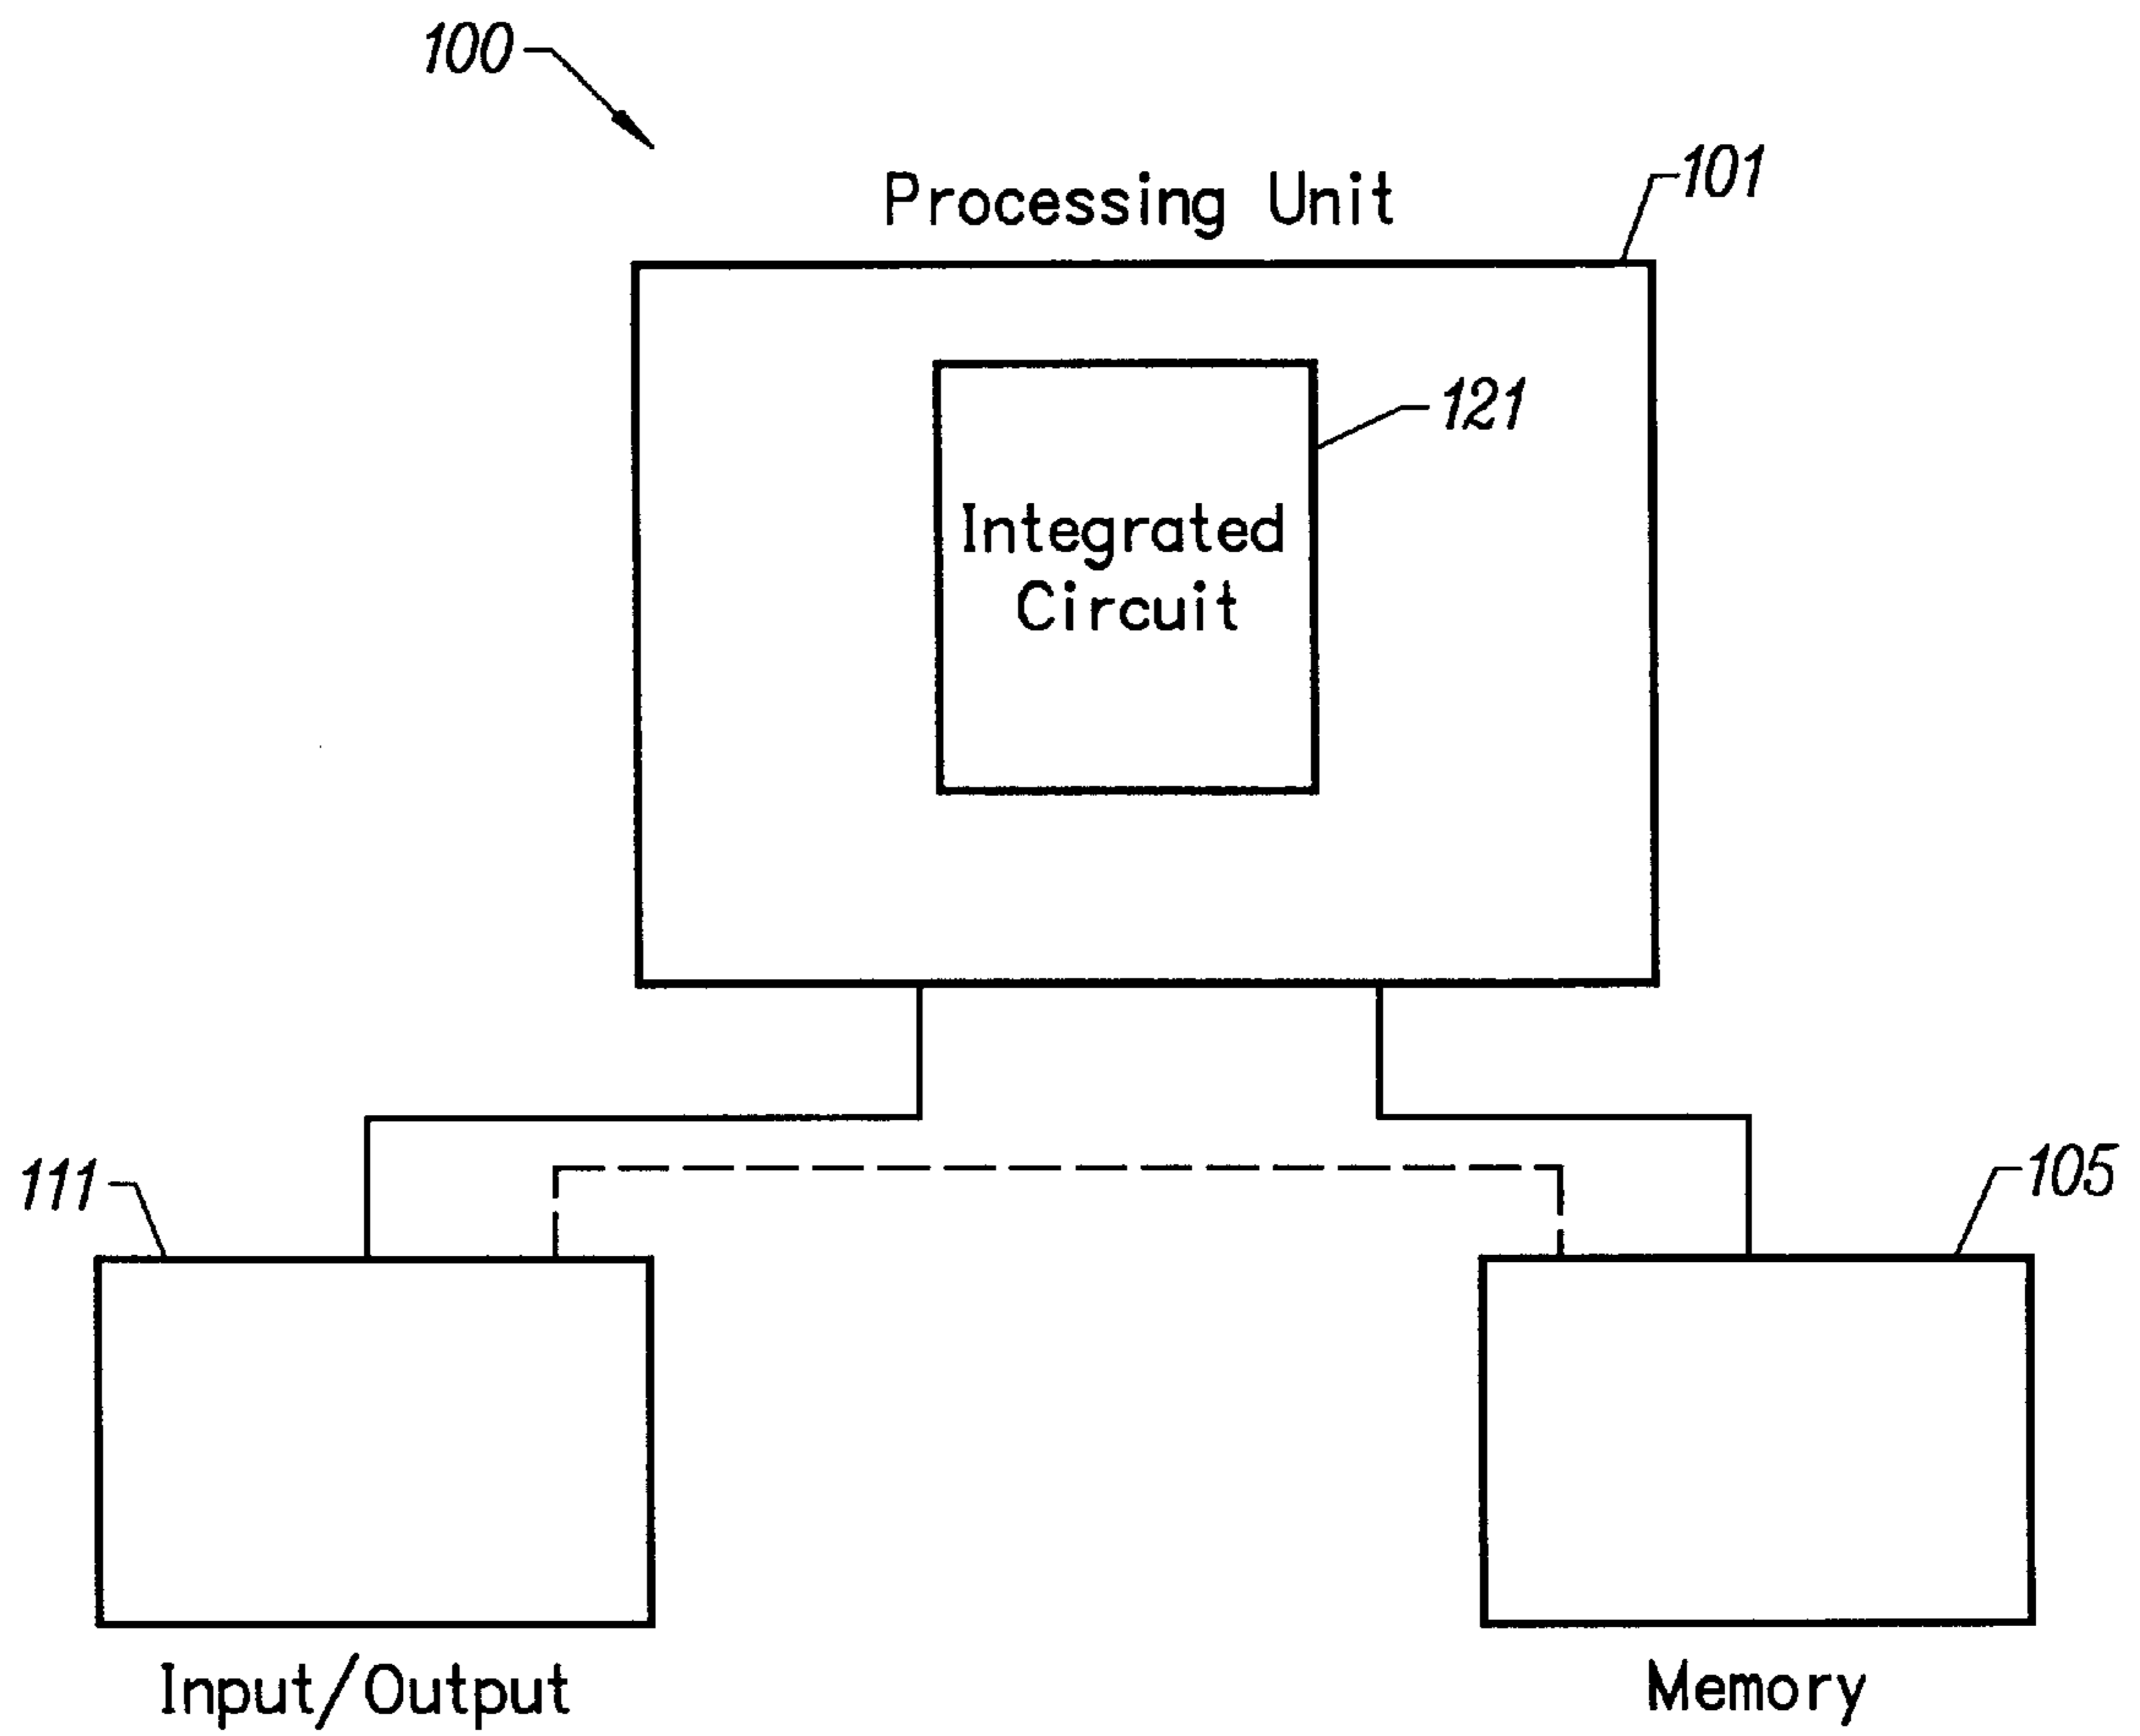 100
Processing Unit
101
121
Integrated
Circuit
111
105
Input/Output
Memory